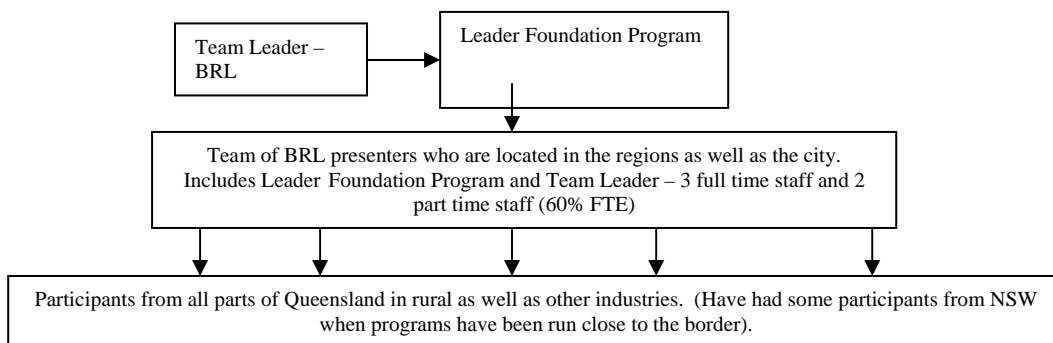 Team Leader –
BRL
Leader Foundation Program
Team of BRL presenters who are located in the regions as well as the city.
Includes Leader Foundation Program and Team Leader – 3 full time staff and 2
part time staff (60% FTE)
Participants from all parts of Queensland in rural as well as other industries.  (Have had some participants from NSW
when programs have been run close to the border).